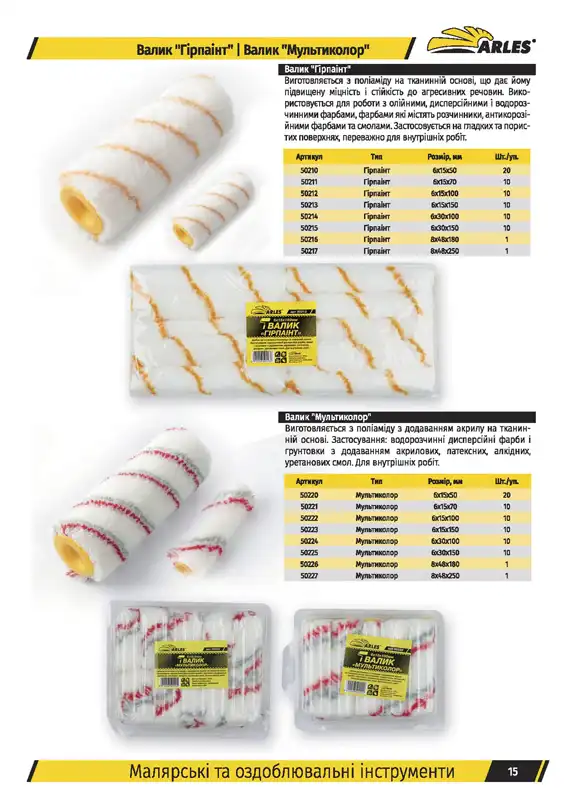 Валик "Гірпаінт" | Валик "Мультиколор"
ARLES
Валик "Гірпаінт"
Виготовляється з поліаміду на тканинній основі, що дає йому
підвищену міцність і стійкість до агресивних речовин. Вико-
ристовується для роботи з олійними, дисперсійними і водороз-
чинними фарбами, фарбами які містять розчинники, антикорозі-
йними фарбами та смолами. Застосовується на гладких та порис-
тих поверхнях, переважно для внутрішніх робіт.
Артикул Тип Розмір, мм Шт./уп.
50210 Гірпаінт 6x15x50 20
50211 Гірпаінт 6x15x70 10
50212 Гірпаінт 6x15x100 10
50213 Гірпаінт 6x15x150 10
50214 Гірпаінт 6x30x100 10
50215 Гірпаінт 6x30x150 10
50216 Гірпаінт 8x48x180 1
50217 Гірпаінт 8x48x250 1
ARLES
ВАЛИК
«ГІРПАІНТ»
Валик "Мультиколор"
Виготовляється з поліаміду з додаванням акрилу на тканин-
ній основі. Застосування: водорозчинні дисперсійні фарби і
грунтовки з додаванням акрилових, латексних, алкідних,
уретанових смол. Для внутрішніх робіт.
Артикул Тип Розмір, мм Шт./уп.
50220 Мультиколор 6x15x50 20
50221 Мультиколор 6x15x70 10
50222 Мультиколор 6x15x100 10
50223 Мультиколор 6x15x150 10
50224 Мультиколор 6x30x100 10
50225 Мультиколор 6x30x150 10
50226 Мультиколор 8x48x180 1
50227 Мультиколор 8x48x250 1
ARLES
ВАЛИК
«МУЛЬТИКОЛОР»
ARLES
ВАЛИК
«МУЛЬТИКОЛОР»
Малярські та оздоблювальні інструменти 15